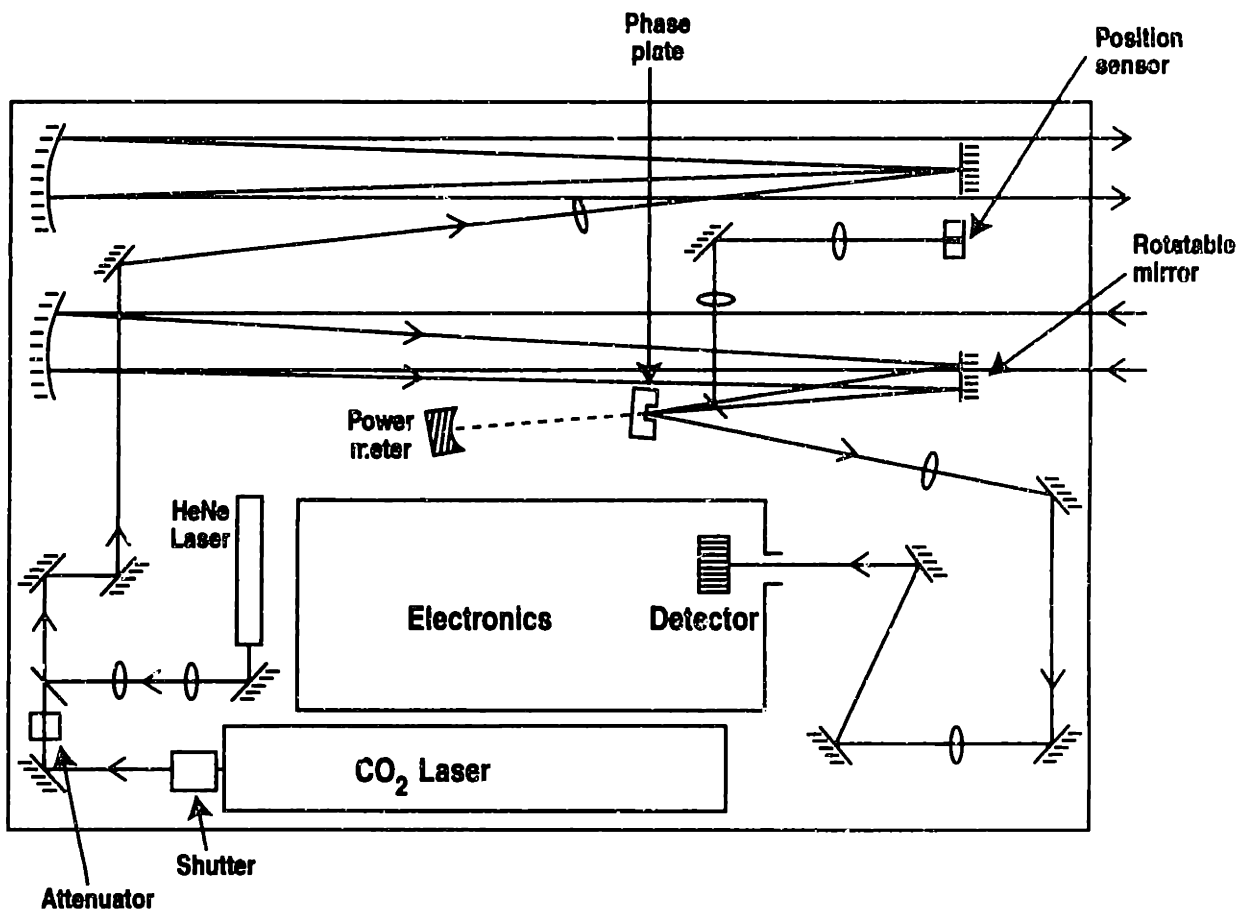 Phase
plate
Position
sensor
Rotatable
mirror
Power
meter
HeNe
Laser
Electronics
Detector
CO₂ Laser
Shutter
Attenuator